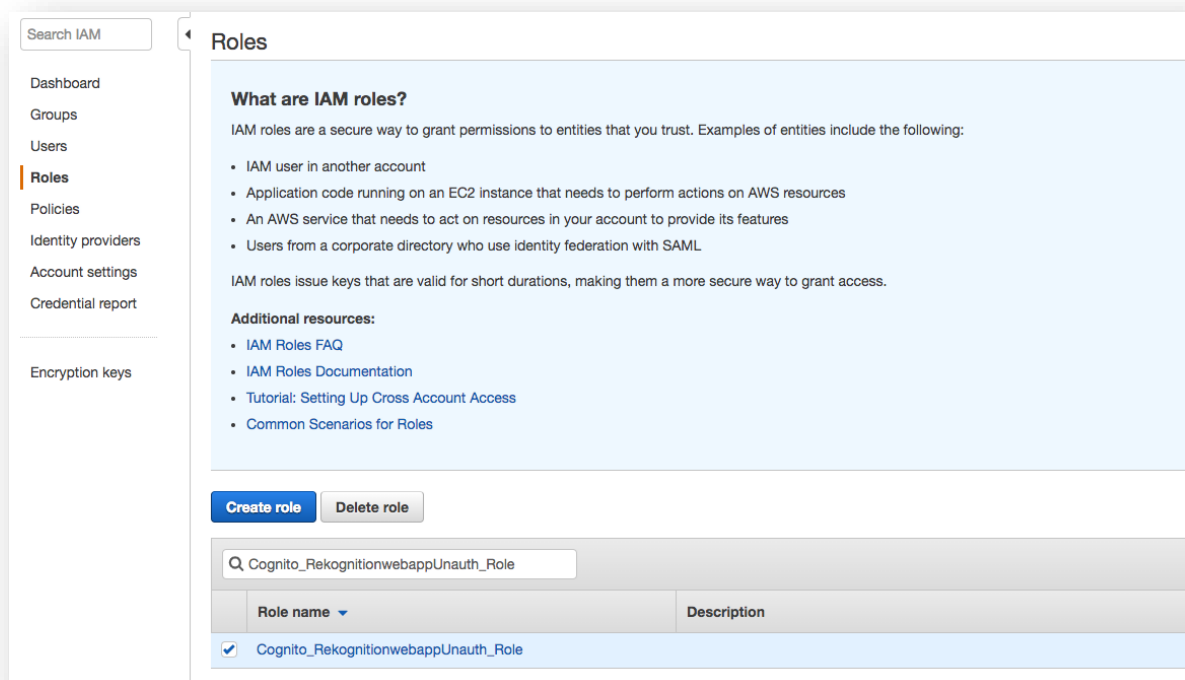 Search IAM
Dashboard
Groups
Users
Roles
Policies
Identity providers
Account settings
Credential report
Encryption keys
Roles
What are IAM roles?
IAM roles are a secure way to grant permissions to entities that you trust. Examples of entities include the following:
• IAM user in another account
• Application code running on an EC2 instance that needs to perform actions on AWS resources
• An AWS service that needs to act on resources in your account to provide its features
• Users from a corporate directory who use identity federation with SAML
IAM roles issue keys that are valid for short durations, making them a more secure way to grant access.
Additional resources:
• IAM Roles FAQ
• IAM Roles Documentation
• Tutorial: Setting Up Cross Account Access
• Common Scenarios for Roles
Create role Delete role
Cognito_RekognitionwebappUnauth_Role
Role name Description
Cognito_RekognitionwebappUnauth_Role